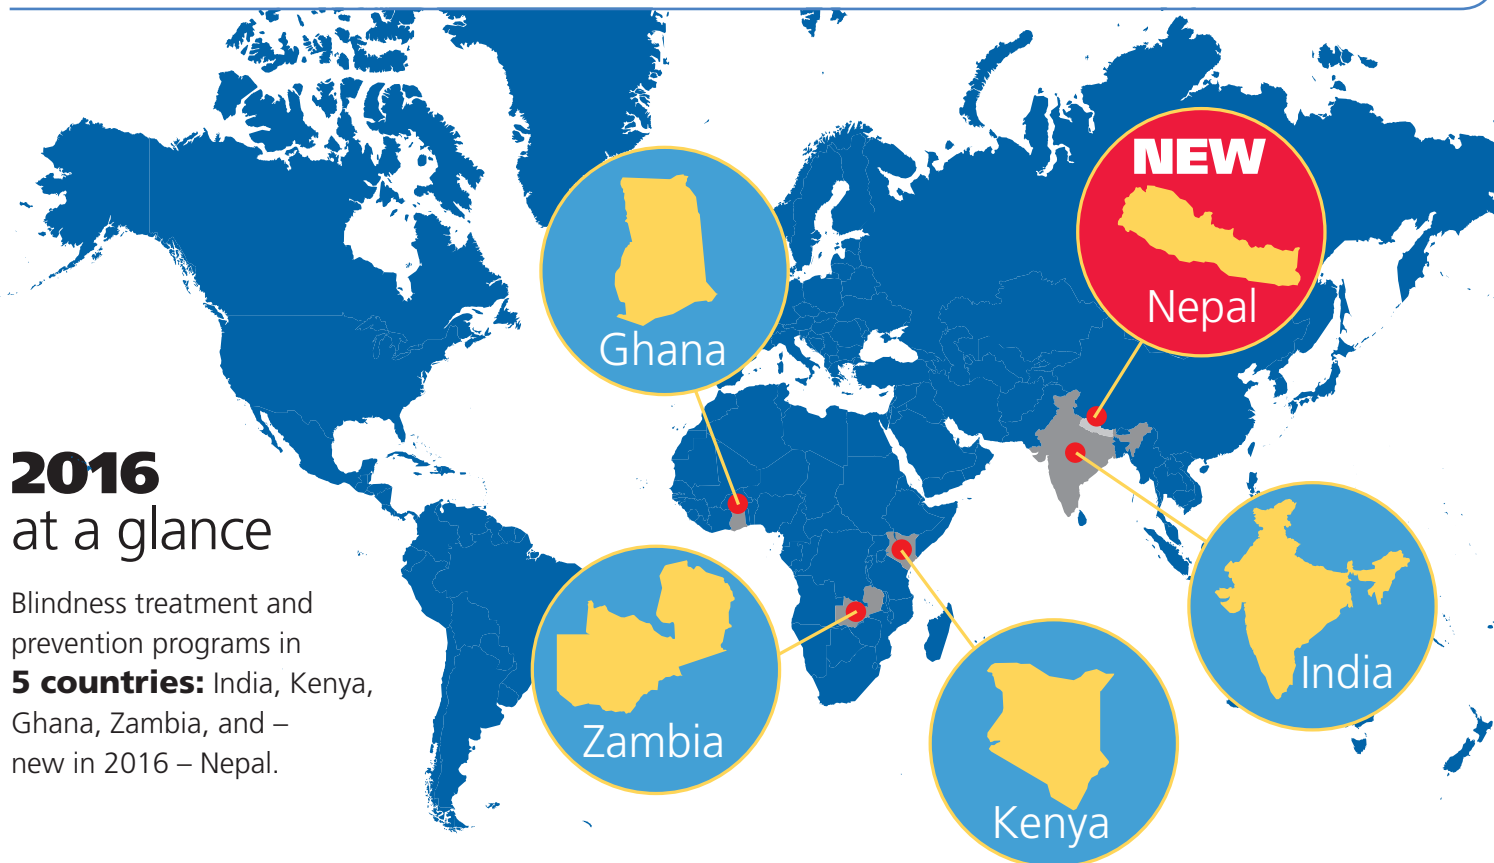 NEW
Nepal
Ghana
2016
at a glance
Blindness treatment and
prevention programs in
5 countries: India, Kenya,
Ghana, Zambia, and –
new in 2016 – Nepal.
India
Zambia
Kenya